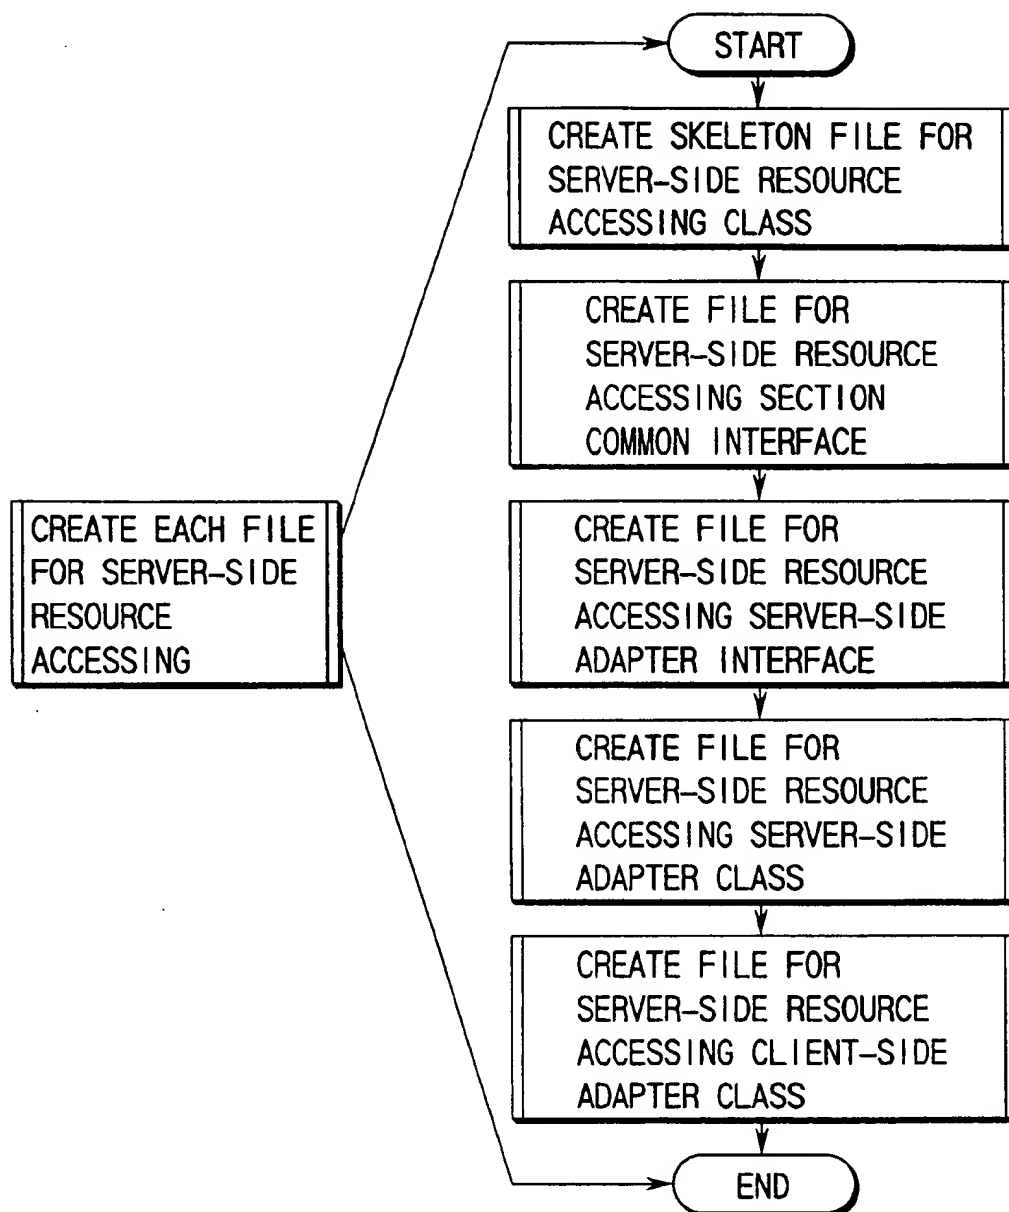 START
CREATE SKELETON FILE FOR
SERVER-SIDE RESOURCE
ACCESSING CLASS
CREATE FILE FOR
SERVER-SIDE RESOURCE
ACCESSING SECTION
COMMON INTERFACE
CREATE EACH FILE
FOR SERVER-SIDE
RESOURCE
ACCESSING
CREATE FILE FOR
SERVER-SIDE RESOURCE
ACCESSING SERVER-SIDE
ADAPTER INTERFACE
CREATE FILE FOR
SERVER-SIDE RESOURCE
ACCESSING SERVER-SIDE
ADAPTER CLASS
CREATE FILE FOR
SERVER-SIDE RESOURCE
ACCESSING CLIENT-SIDE
ADAPTER CLASS
END